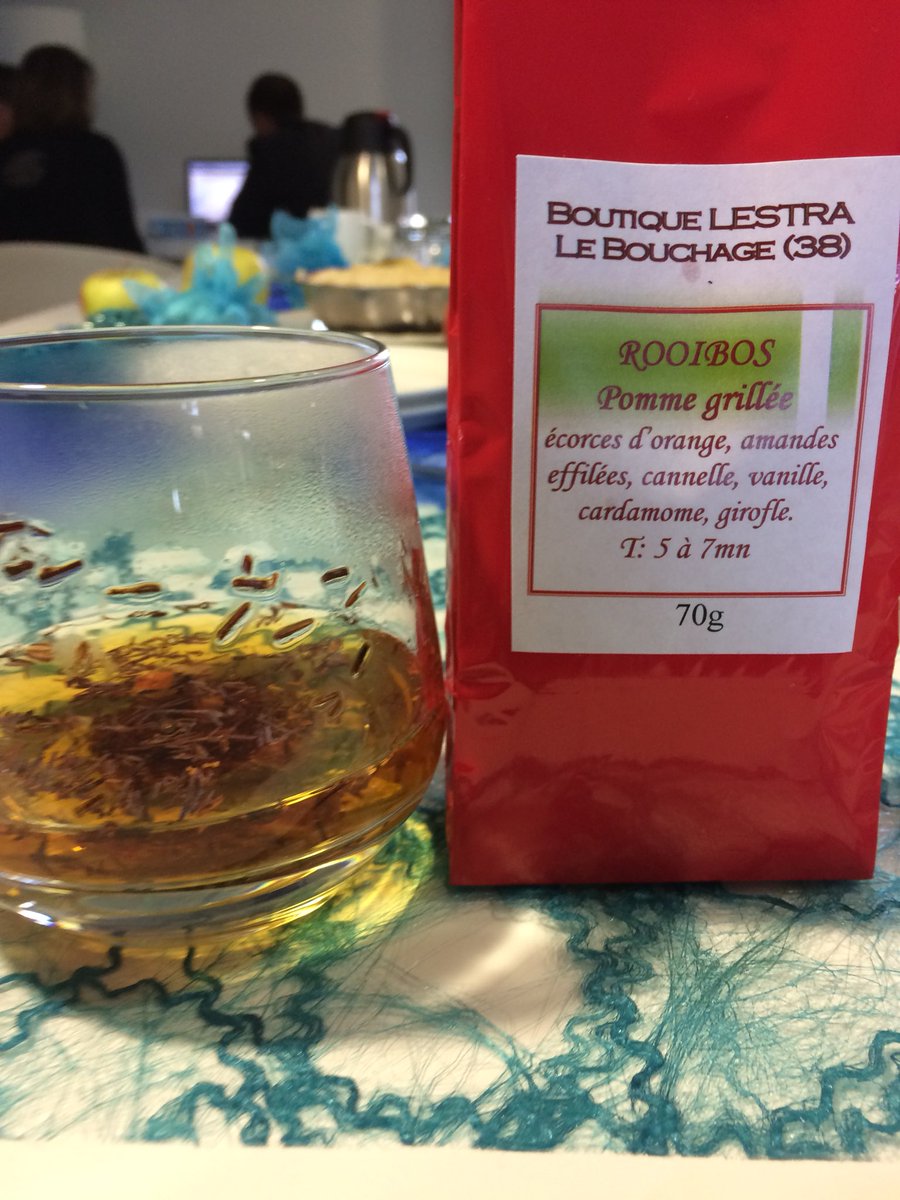 BOUTIQUE LESTRA
LE BOUCHAGE (38)
ROOIBOS
Pomme grillée
écorces d'orange, amandes
effilées, cannelle, vanille,
cardamome, girofle.
T: 5 à 7mn
70g